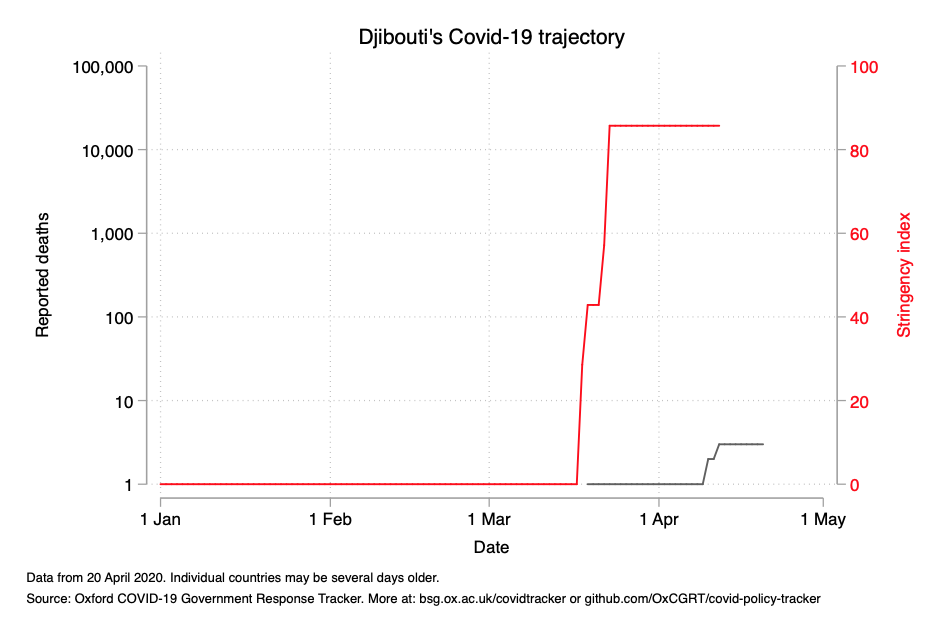 Djibouti's Covid-19 trajectory
100,000
10,000
1,000
100
10
1
Reported deaths
100
80
60
40
20
0
Stringency index
1 Jan
1 Feb
1 Mar
1 Apr
1 May
Date
Data from 20 April 2020. Individual countries may be several days older.
Source: Oxford COVID-19 Government Response Tracker. More at: bsg.ox.ac.uk/covidtracker or github.com/OxCGRT/covid-policy-tracker